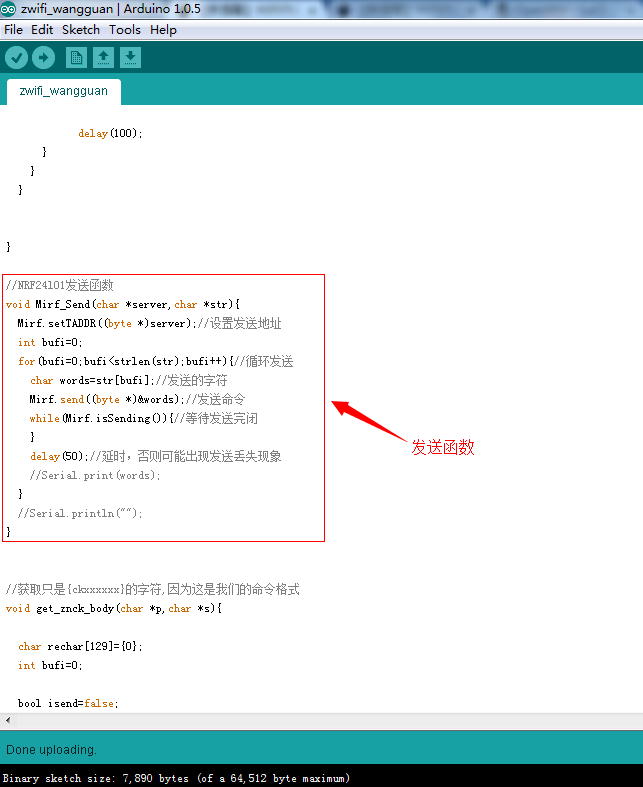 zwifi_wangguan | Arduino 1.0.5
File Edit Sketch Tools Help
zwifi_wangguan
delay(100);
}
}
}
}
//NRF24l01发送函数
void Mirf_Send(char *server,char *str){
Mirf.setTADDR((byte *)server);//设置发送地址
int bufi=0;
for(bufi=0;bufi<strlen(str);bufi++){//循环发送
char words=str[bufi];//发送的字符
Mirf.send((byte *)&words);//发送命令
while(Mirf.isSending()){//等待发送完闭
}
delay(50);//延时，否则可能出现发送丢失现象
//Serial.print(words);
}
//Serial.println("");
}
发送函数
//获取只是{ckxxxxxx}的字符,因为这是我们的命令格式
void get_znck_body(char *p,char *s){
char rechar[129]={0};
int bufi=0;
bool isend=false;
Done uploading.
Binary sketch size: 7,890 bytes (of a 64,512 byte maximum)